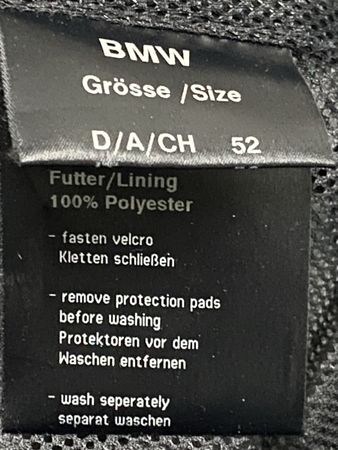 BMW
Grösse /Size
D/A/CH 52
Futter/Lining
100% Polyester
- fasten velcro
Kletten schließen
- remove protection pads
before washing
Protektoren vor dem
Waschen entfernen
- wash seperately
separat waschen